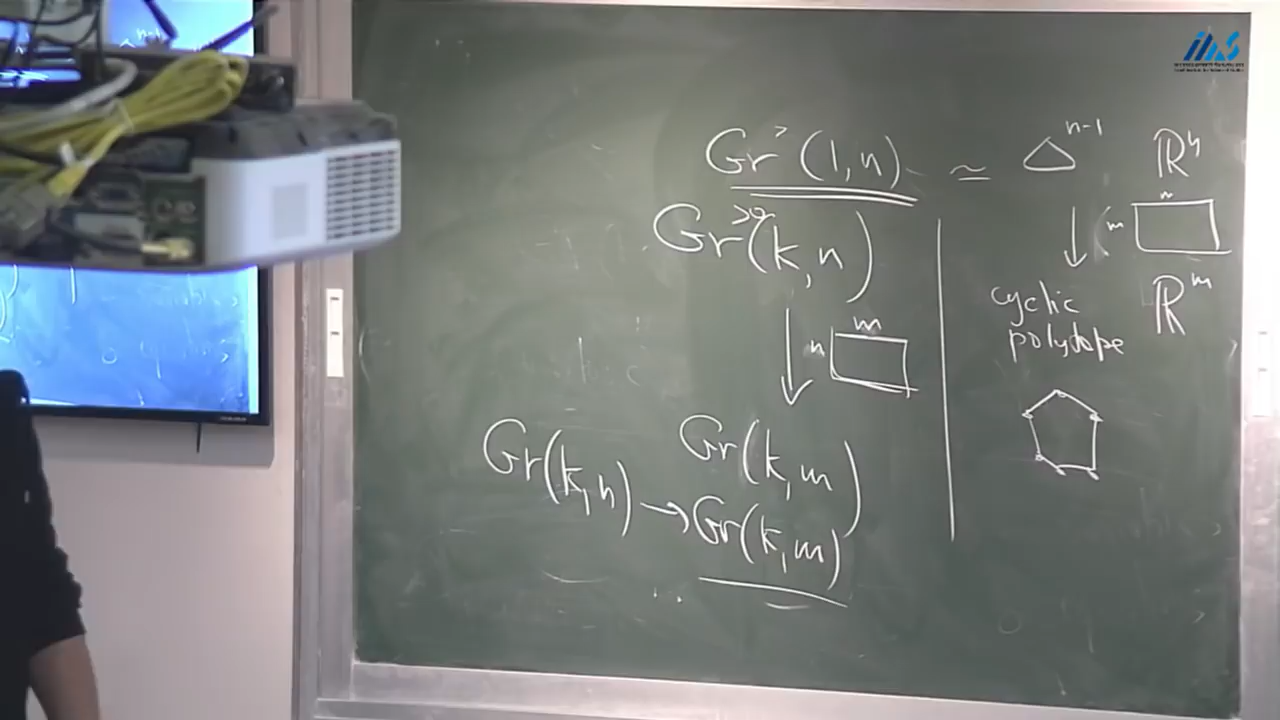 Gr^>(1,n) ≃ △^{n-1} ℝ^n
Gr^{≥0}(k,n)
n
m
cyclic
polytope
ℝ^m
m
n
Gr(k,m)
Gr(k,n) → Gr(k,m)